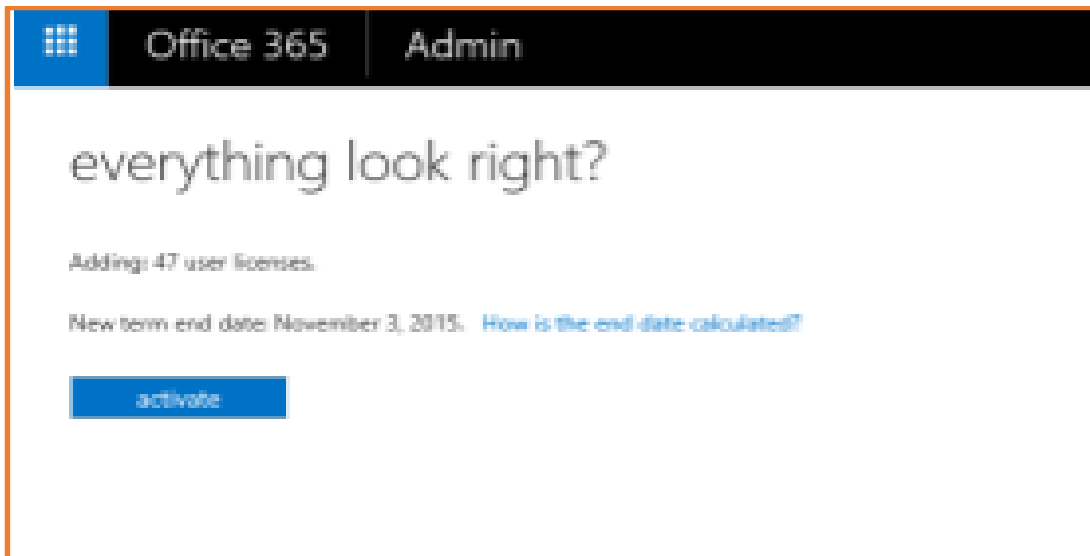 Office 365 Admin
everything look right?
Adding: 47 user licenses.
New term end date: November 3, 2015. How is the end date calculated?
activate